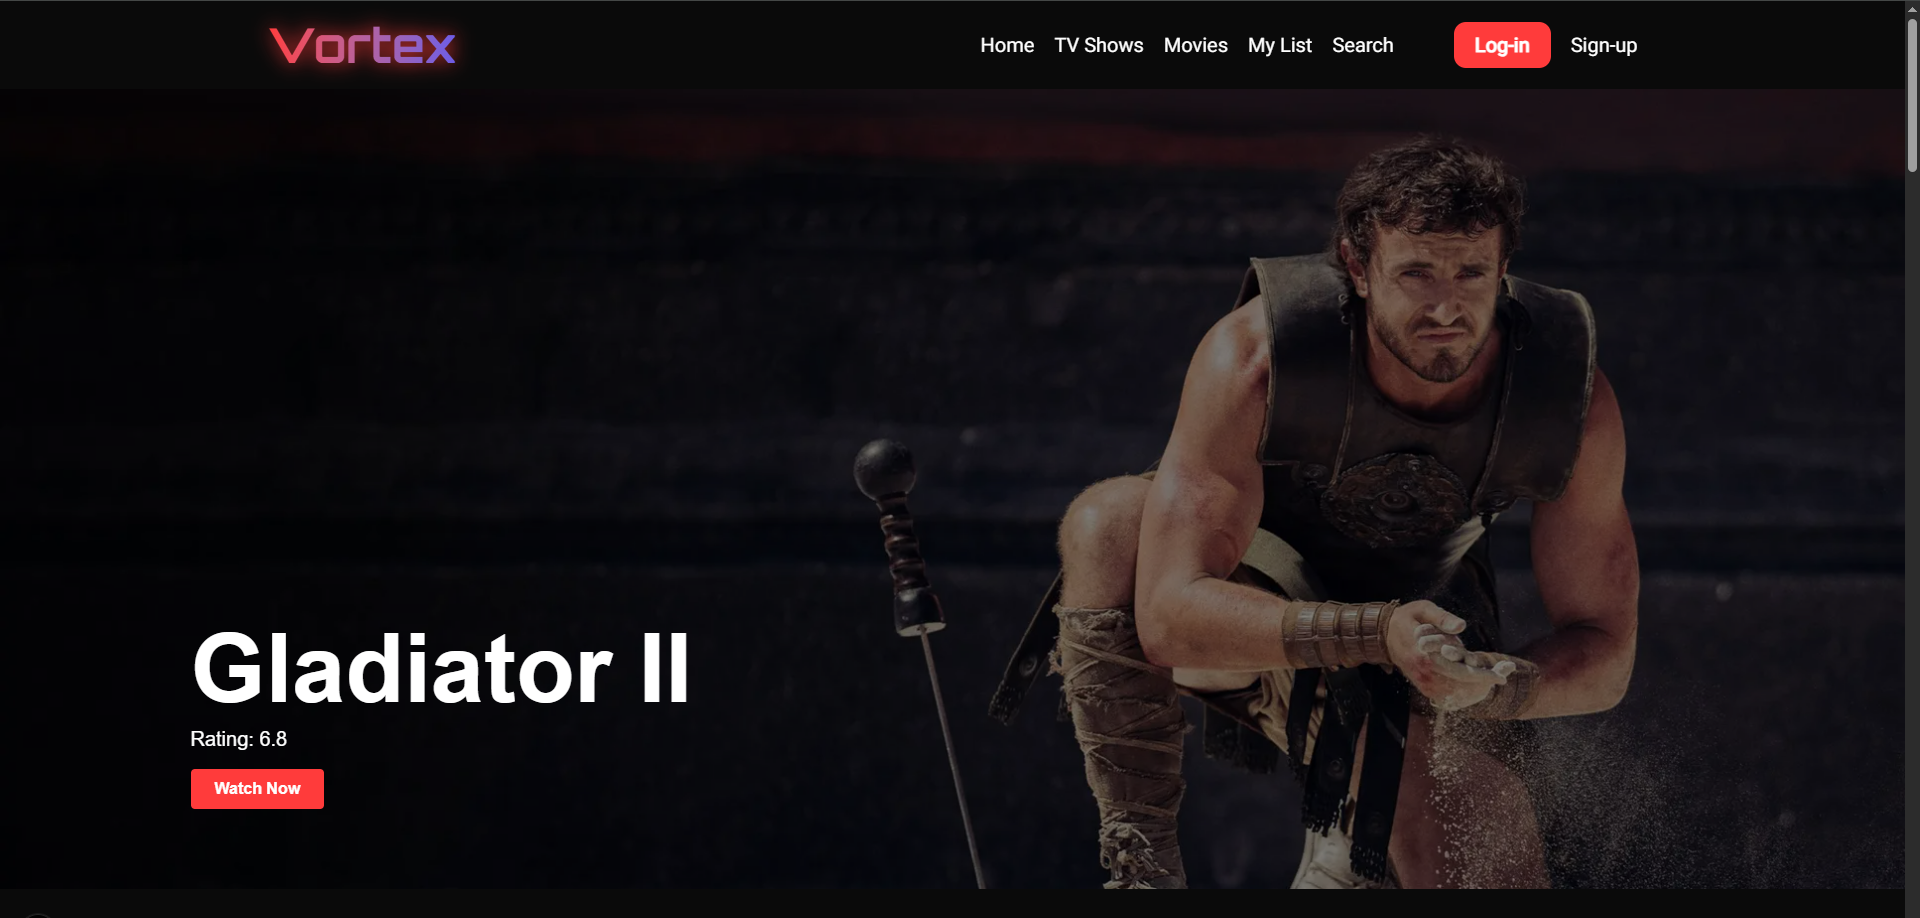 Vortex
Home TV Shows Movies My List Search Log-in Sign-up
Gladiator II
Rating: 6.8
Watch Now